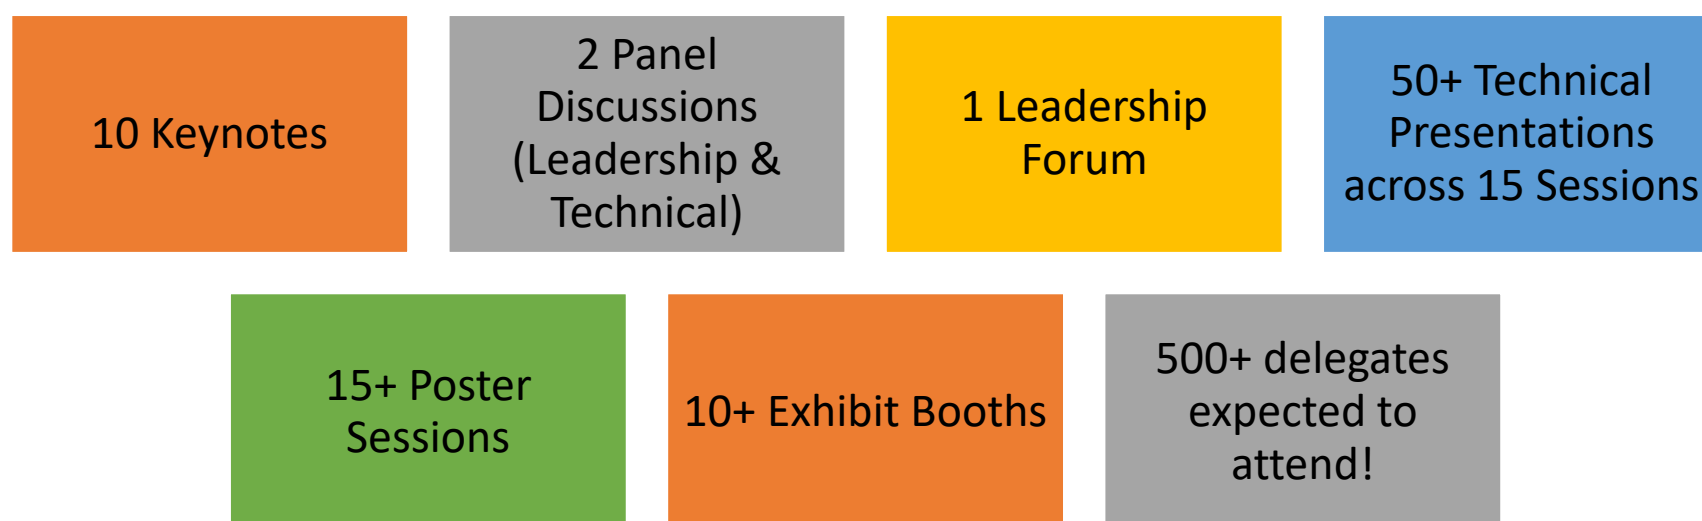 10 Keynotes
2 Panel
Discussions
(Leadership &
Technical)
1 Leadership
Forum
50+ Technical
Presentations
across 15 Sessions
15+ Poster
Sessions
10+ Exhibit Booths
500+ delegates
expected to
attend!